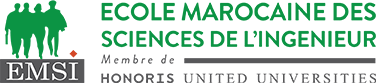 EMSI
ECOLE MAROCAINE DES
SCIENCES DE L'INGENIEUR
Membre de
HONORIS UNITED UNIVERSITIES